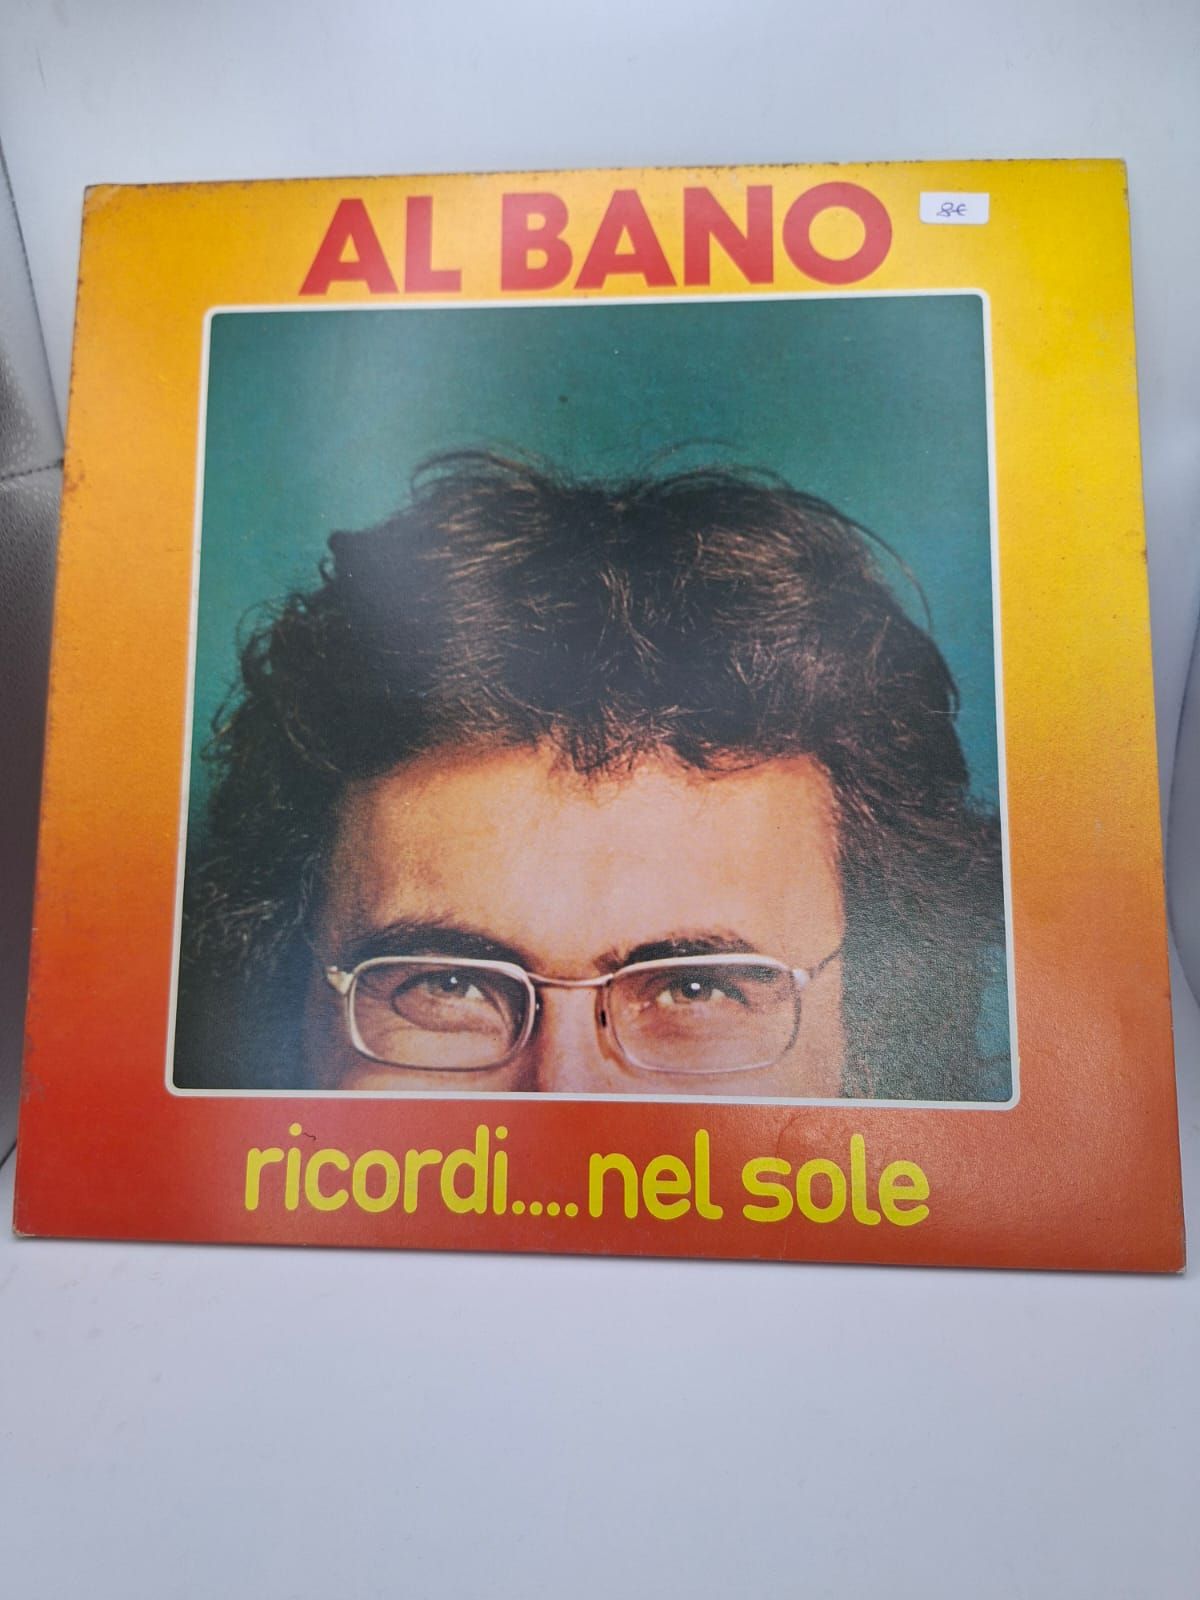 AL BANO
8€
ricordi....nel sole